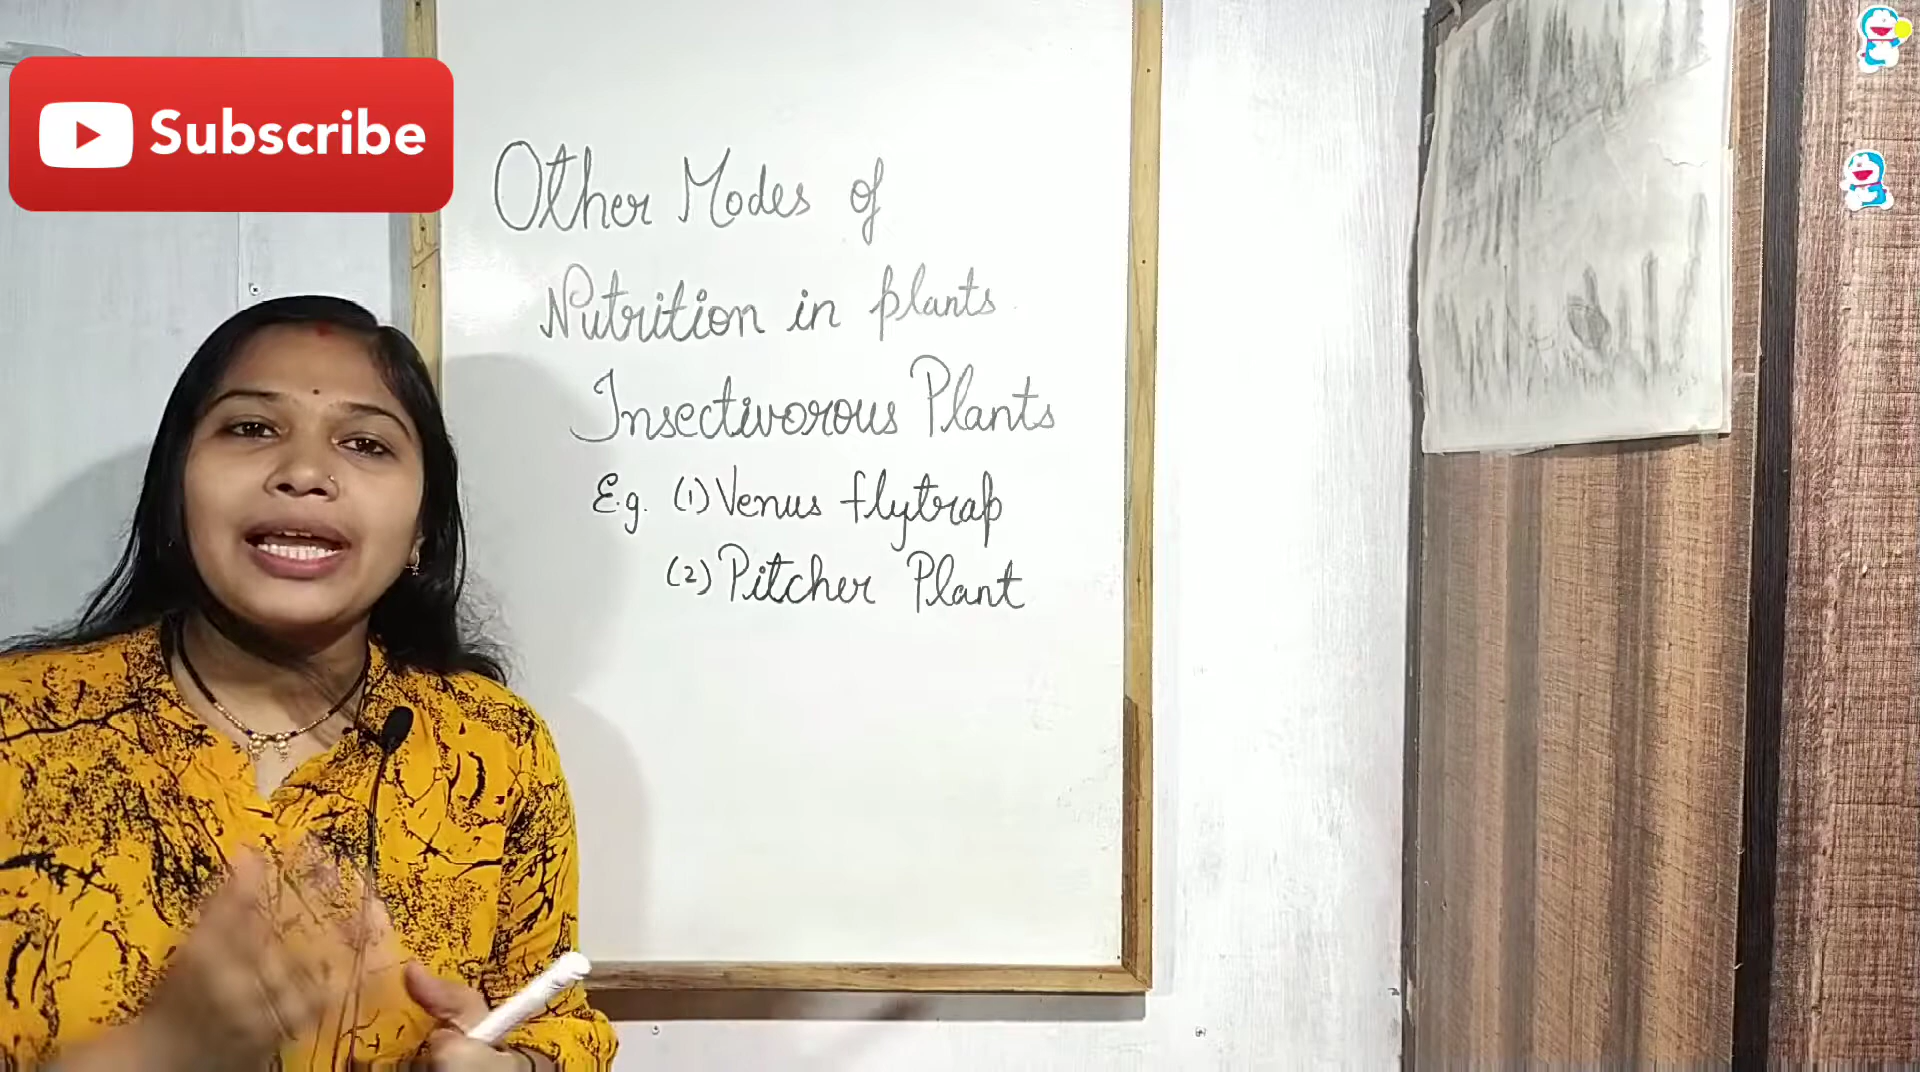 Subscribe
Other Modes of
Nutrition in plants
Insectivorous Plants
E.g. (1) Venus flytrap
(2) Pitcher Plant